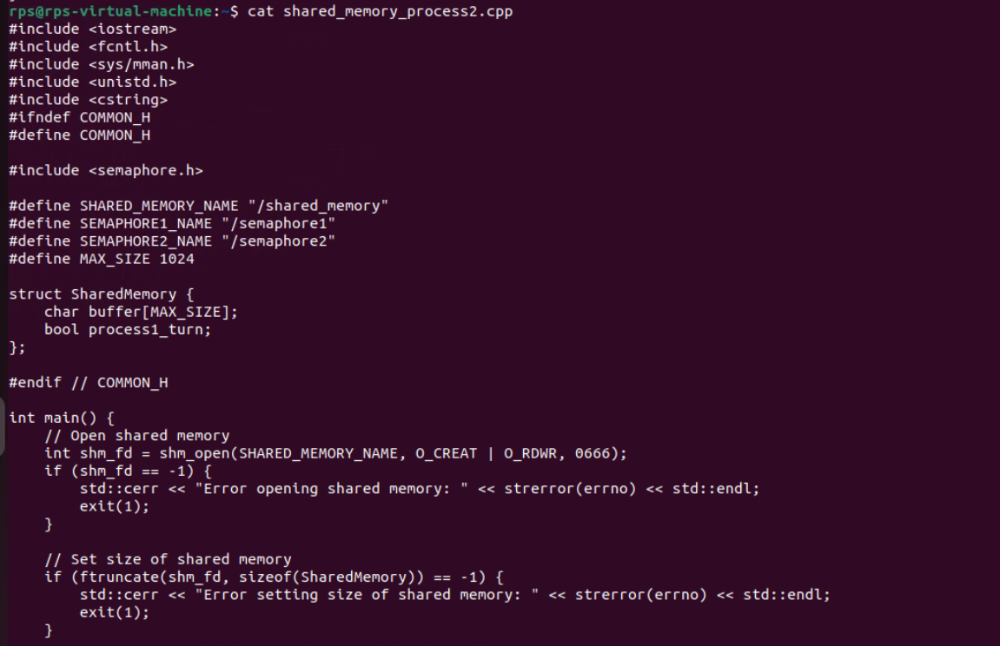 rps@rps-virtual-machine:~$ cat shared_memory_process2.cpp
#include <iostream>
#include <fcntl.h>
#include <sys/mman.h>
#include <unistd.h>
#include <cstring>
#ifndef COMMON_H
#define COMMON_H

#include <semaphore.h>

#define SHARED_MEMORY_NAME "/shared_memory"
#define SEMAPHORE1_NAME "/semaphore1"
#define SEMAPHORE2_NAME "/semaphore2"
#define MAX_SIZE 1024

struct SharedMemory {
    char buffer[MAX_SIZE];
    bool process1_turn;
};

#endif // COMMON_H

int main() {
    // Open shared memory
    int shm_fd = shm_open(SHARED_MEMORY_NAME, O_CREAT | O_RDWR, 0666);
    if (shm_fd == -1) {
        std::cerr << "Error opening shared memory: " << strerror(errno) << std::endl;
        exit(1);
    }

    // Set size of shared memory
    if (ftruncate(shm_fd, sizeof(SharedMemory)) == -1) {
        std::cerr << "Error setting size of shared memory: " << strerror(errno) << std::endl;
        exit(1);
    }